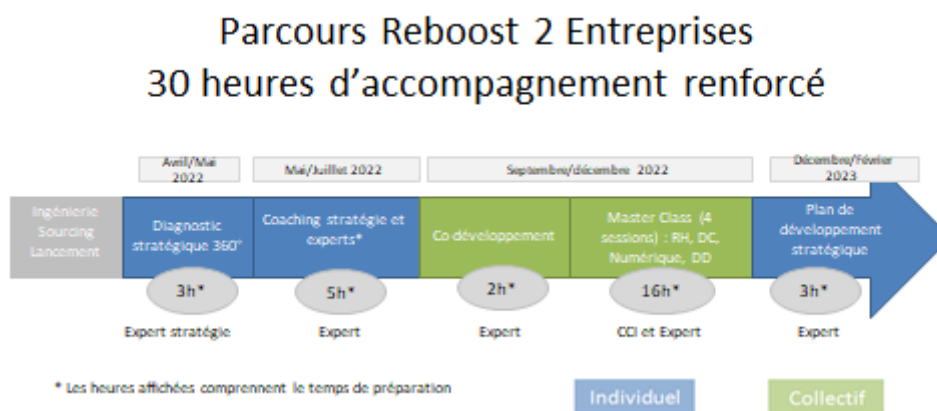 Parcours Reboost 2 Entreprises
30 heures d'accompagnement renforcé
Avril/Mai
2022
Mai/Juillet 2022
Septembre/décembre 2022
Décembre/Février
2023
Ingénierie
Sourcing
Lancement
Diagnostic
stratégique 360°
Coaching stratégie et
experts*
Co-développement
Master Class (4
sessions) : RH, DC,
Numérique, DD
Plan de
développement
stratégique
3h*
5h*
2h*
16h*
3h*
Expert stratégie
Expert
Expert
CCI et Expert
Expert
* Les heures affichées comprennent le temps de préparation
Individuel
Collectif